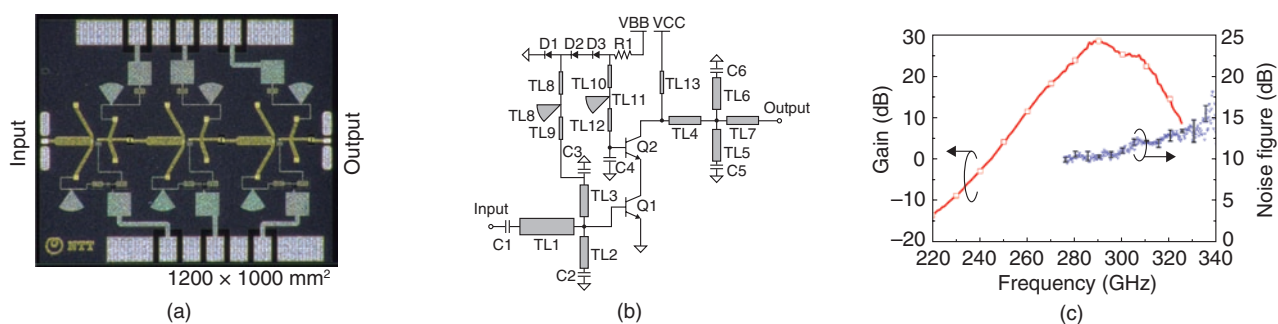 Input
Output
NTT
1200 × 1000 mm²
(a)
VBB VCC
D1 D2 D3 R1
TL8
TL10
TL13
C6
TL11
TL6
TL8
Output
TL9
TL12
TL4
TL7
Q2
TL5
C3
C4
C5
TL3
Q1
Input
C1
TL1
TL2
C2
(b)
30
20
10
0
−10
−20
Gain (dB)
25
20
15
10
5
0
Noise figure (dB)
220 240 260 280 300 320 340
Frequency (GHz)
(c)